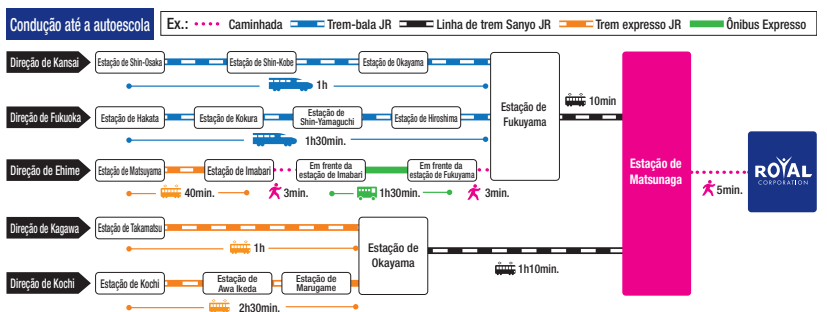 Condução até a autoescola
Ex.: Caminhada Trem-bala JR Linha de trem Sanyo JR Trem expresso JR Ônibus Expresso
Direção de Kansai
Estação de Shin-Osaka
Estação de Shin-Kobe
Estação de Okayama
1h
Direção de Fukuoka
Estação de Hakata
Estação de Kokura
Estação de
Shin-Yamaguchi
Estação de Hiroshima
1h30min.
Estação de
Fukuyama
10min
Direção de Ehime
Estação de Matsuyama
Estação de Imabari
Em frente da
estação de Imabari
Em frente da
estação de Fukuyama
40min.
3min.
1h30min.
3min.
Direção de Kagawa
Estação de Takamatsu
1h
Estação de
Okayama
1h10min.
Direção de Kochi
Estação de Kochi
Estação de
Awa Ikeda
Estação de
Marugame
2h30min.
Estação de
Matsunaga
5min.
ROYAL
CORPORATION